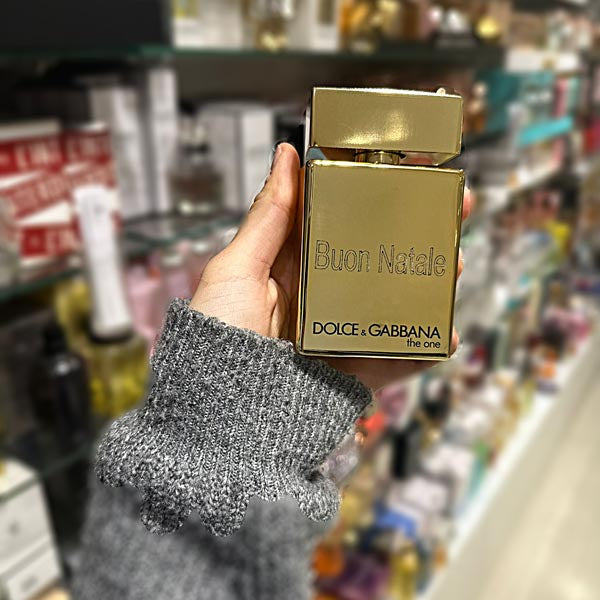 Buon Natale
DOLCE & GABBANA
the one